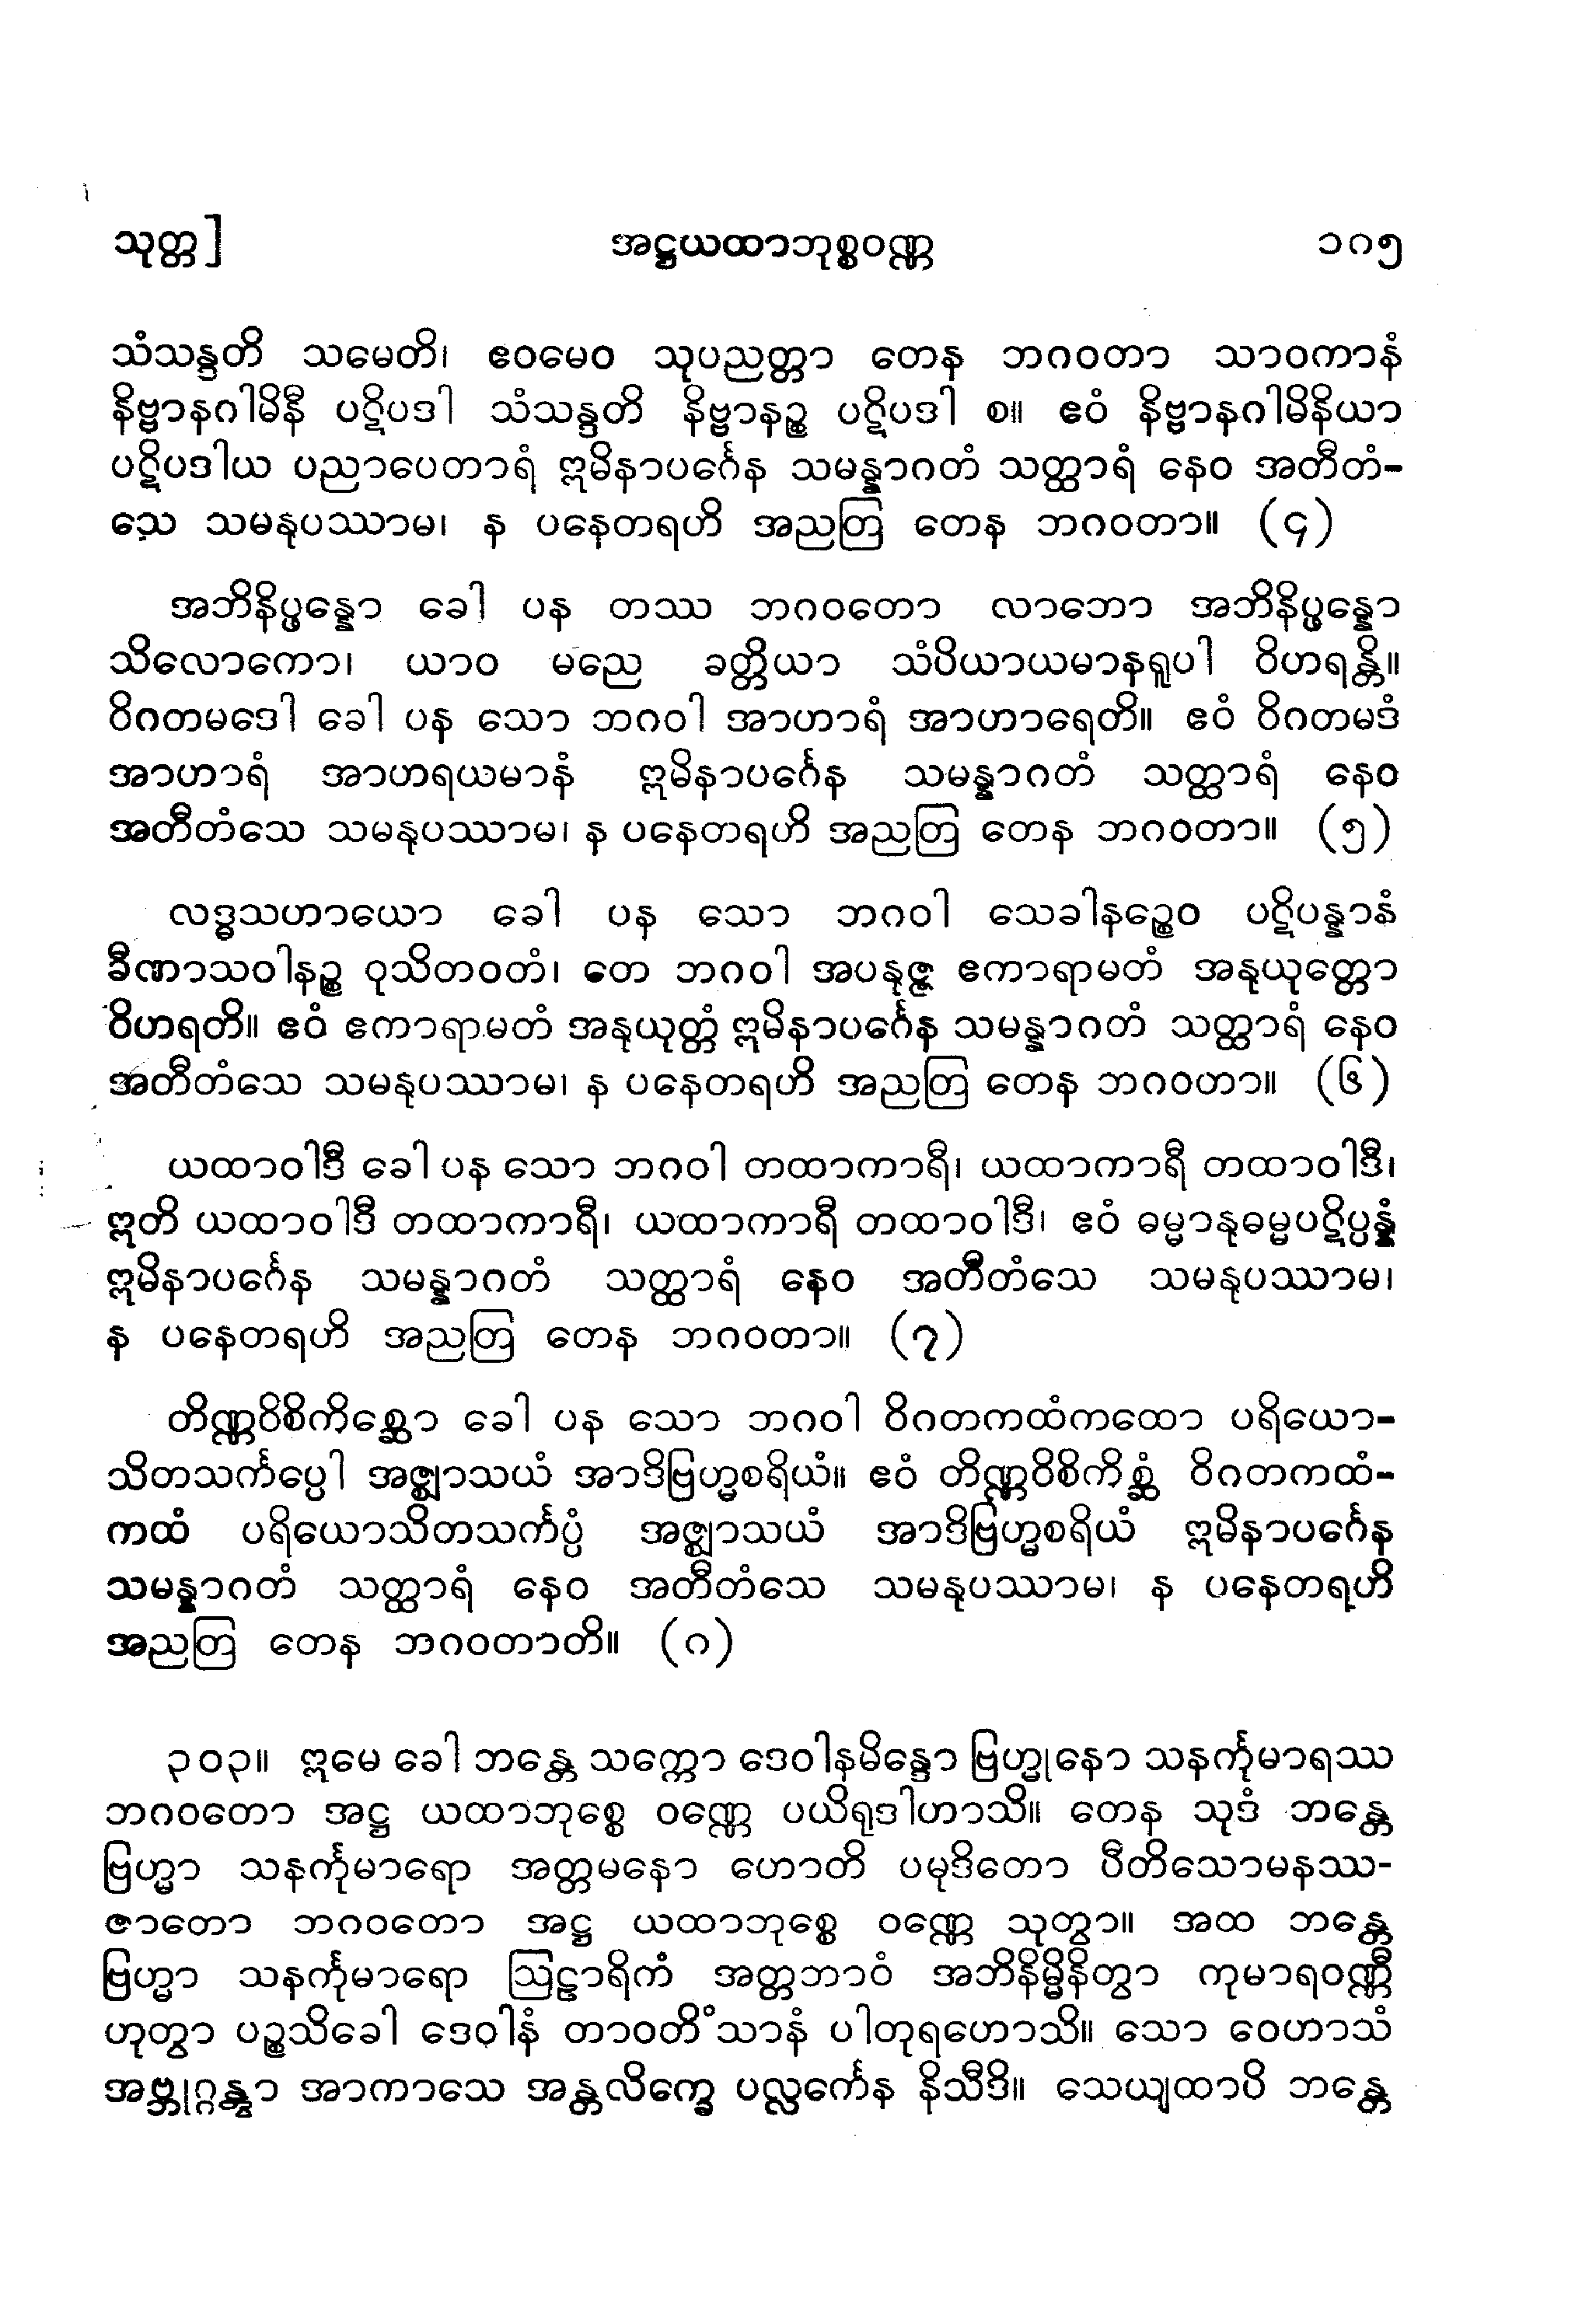 သုတ္တ]
အဋ္ဌယထာဘုစ္စဝဏ္ဏ
၁၈၅
သံသန္ဒတိ သမေတိ၊ ဧဝမေဝ သုပညတ္တာ တေန ဘဂဝတာ သာဝကာနံ
နိဗ္ဗာနဂါမိနီ ပဋိပဒါ သံသန္ဒတိ နိဗ္ဗာနဉ္စ ပဋိပဒါ စ။ ဧဝံ နိဗ္ဗာနဂါမိနိယာ
ပဋိပဒါယ ပညာပေတာရံ ဣမိနာပင်္ဂေန သမန္နာဂတံ သတ္ထာရံ နေဝ အတီတံ-
သေ သမနုပဿာမ၊ န ပနေတရဟိ အညတြ တေန ဘဂဝတာ။ (၄)
အဘိနိပ္ဖန္နော ခေါ ပန တဿ ဘဂဝတော လာဘော အဘိနိပ္ဖန္နော
သိလောကော၊ ယာဝ မညေ ခတ္တိယာ သံပိယာယမာနရူပါ ဝိဟရန္တိ။
ဝိဂတမဒေါ ခေါ ပန သော ဘဂဝါ အာဟာရံ အာဟာရေတိ။ ဧဝံ ဝိဂတမဒံ
အာဟာရံ အာဟရယမာနံ ဣမိနာပင်္ဂေန သမန္နာဂတံ သတ္ထာရံ နေဝ
အတီတံသေ သမနုပဿာမ၊ န ပနေတရဟိ အညတြ တေန ဘဂဝတာ။ (၅)
လဒ္ဓသဟာယော ခေါ ပန သော ဘဂဝါ သေခါနဉ္စေဝ ပဋိပန္နာနံ
ခီဏာသဝါနဉ္စ ဝုသိတဝတံ၊ တေ ဘဂဝါ အပနုဇ္ဇ ဧကာရာမတံ အနုယုတ္တော
ဝိဟရတိ။ ဧဝံ ဧကာရာမတံ အနုယုတ္တံ ဣမိနာပင်္ဂေန သမန္နာဂတံ သတ္ထာရံ နေဝ
အတီတံသေ သမနုပဿာမ၊ န ပနေတရဟိ အညတြ တေန ဘဂဝတာ။ (၆)
ယထာဝါဒီ ခေါ ပန သော ဘဂဝါ တထာကာရီ၊ ယထာကာရီ တထာဝါဒီ၊
ဣတိ ယထာဝါဒီ တထာကာရီ၊ ယထာကာရီ တထာဝါဒီ၊ ဧဝံ ဓမ္မာနုဓမ္မပဋိပ္ပန္နံ
ဣမိနာပင်္ဂေန သမန္နာဂတံ သတ္ထာရံ နေဝ အတီတံသေ သမနုပဿာမ၊
န ပနေတရဟိ အညတြ တေန ဘဂဝတာ။ (၇)
တိဏ္ဏဝိစိကိစ္ဆော ခေါ ပန သော ဘဂဝါ ဝိဂတကထံကထော ပရိယော-
သိတသင်္ကပ္ပေါ အဇ္ဈာသယံ အာဒိဗြဟ္မစရိယံ။ ဧဝံ တိဏ္ဏဝိစိကိစ္ဆံ ဝိဂတကထံ-
ကထံ ပရိယောသိတသင်္ကပ္ပံ အဇ္ဈာသယံ အာဒိဗြဟ္မစရိယံ ဣမိနာပင်္ဂေန
သမန္နာဂတံ သတ္ထာရံ နေဝ အတီတံသေ သမနုပဿာမ၊ န ပနေတရဟိ
အညတြ တေန ဘဂဝတာတိ။ (၈)
၃၀၃။ ဣမေ ခေါ ဘန္တေ သက္ကော ဒေဝါနမိန္ဒော ဗြဟ္မုနော သနင်္ကုမာရဿ
ဘဂဝတော အဋ္ဌ ယထာဘုစ္စေ ဝဏ္ဏေ ပယိရုဒါဟာသိ။ တေန သုဒံ ဘန္တေ
ဗြဟ္မာ သနင်္ကုမာရော အတ္တမနော ဟောတိ ပမုဒိတော ပီတိသောမနဿ-
ဇာတော ဘဂဝတော အဋ္ဌ ယထာဘုစ္စေ ဝဏ္ဏေ သုတွာ။ အထ ဘန္တေ
ဗြဟ္မာ သနင်္ကုမာရော ဩဠာရိကံ အတ္တဘာဝံ အဘိနိမ္မိနိတွာ ကုမာရဝဏ္ဏီ
ဟုတွာ ပဉ္စသိခေါ ဒေဝါနံ တာဝတိံသာနံ ပါတုရဟောသိ။ သော ဝေဟာသံ
အဗ္ဘုဂ္ဂန္တွာ အာကာသေ အန္တလိက္ခေ ပလ္လင်္ကေန နိသီဒိ။ သေယျထာပိ ဘန္တေ